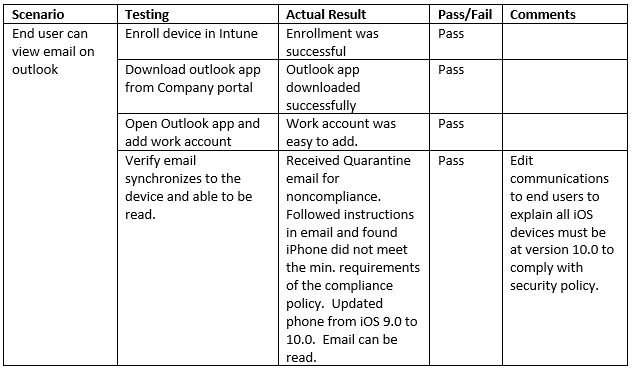 Scenario Testing Actual Result Pass/Fail Comments
End user can
view email on
outlook
Enroll device in Intune
Enrollment was
successful
Pass
Download outlook app
from Company portal
Outlook app
downloaded
successfully
Pass
Open Outlook app and
add work account
Work account was
easy to add.
Pass
Verify email
synchronizes to the
device and able to be
read.
Received Quarantine
email for
noncompliance.
Followed instructions
in email and found
iPhone did not meet
the min. requirements
of the compliance
policy.  Updated
phone from iOS 9.0 to
10.0.  Email can be
read.
Pass
Edit
communications
to end users to
explain all iOS
devices must be
at version 10.0 to
comply with
security policy.